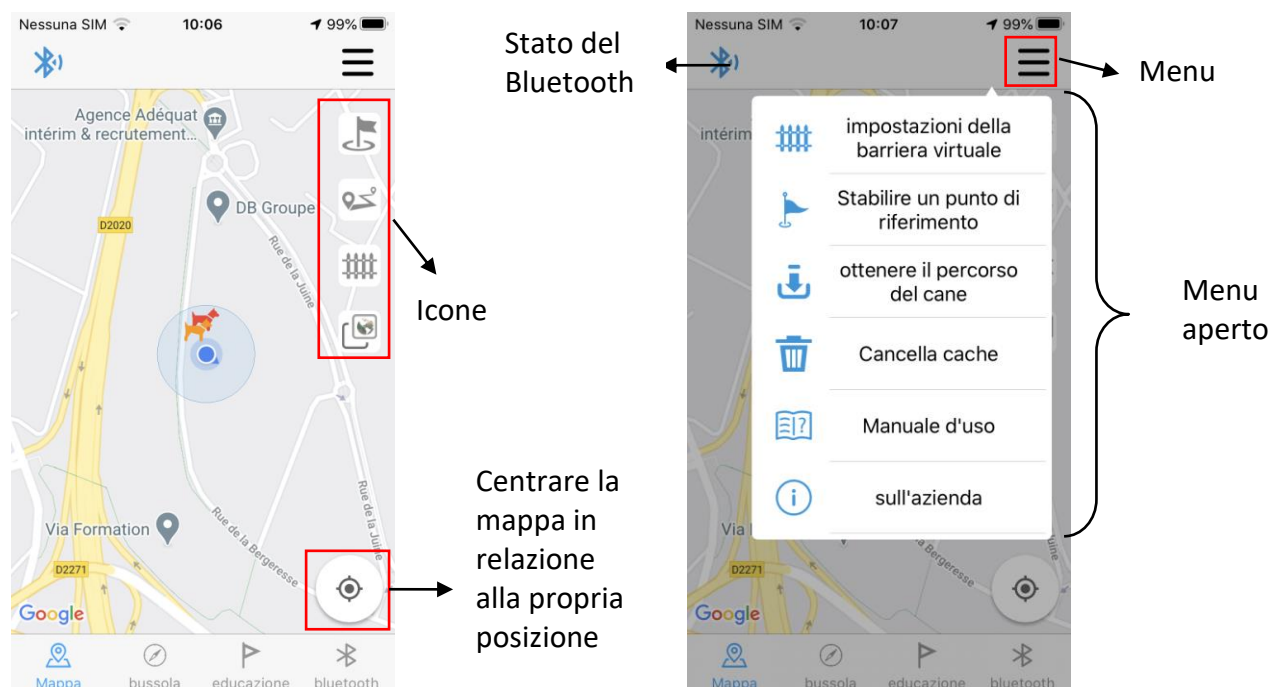 Nessuna SIM 10:06 99%
Agence Adéquat
intérim & recrutement...
DB Groupe
D2020
Rue de la Juine
Rue de la Juine
Rue de la Bergeresse
Via Formation
D2271
Google
Mappa bussola educazione bluetooth
Icone
Centrare la
mappa in
relazione
alla propria
posizione
Stato del
Bluetooth
Nessuna SIM 10:07 99%
Menu
intérim
impostazioni della
barriera virtuale
Stabilire un punto di
riferimento
ottenere il percorso
del cane
Cancella cache
Manuale d'uso
sull'azienda
Menu
aperto
Via
Bergeresse
D2271
Google
Mappa bussola educazione bluetooth